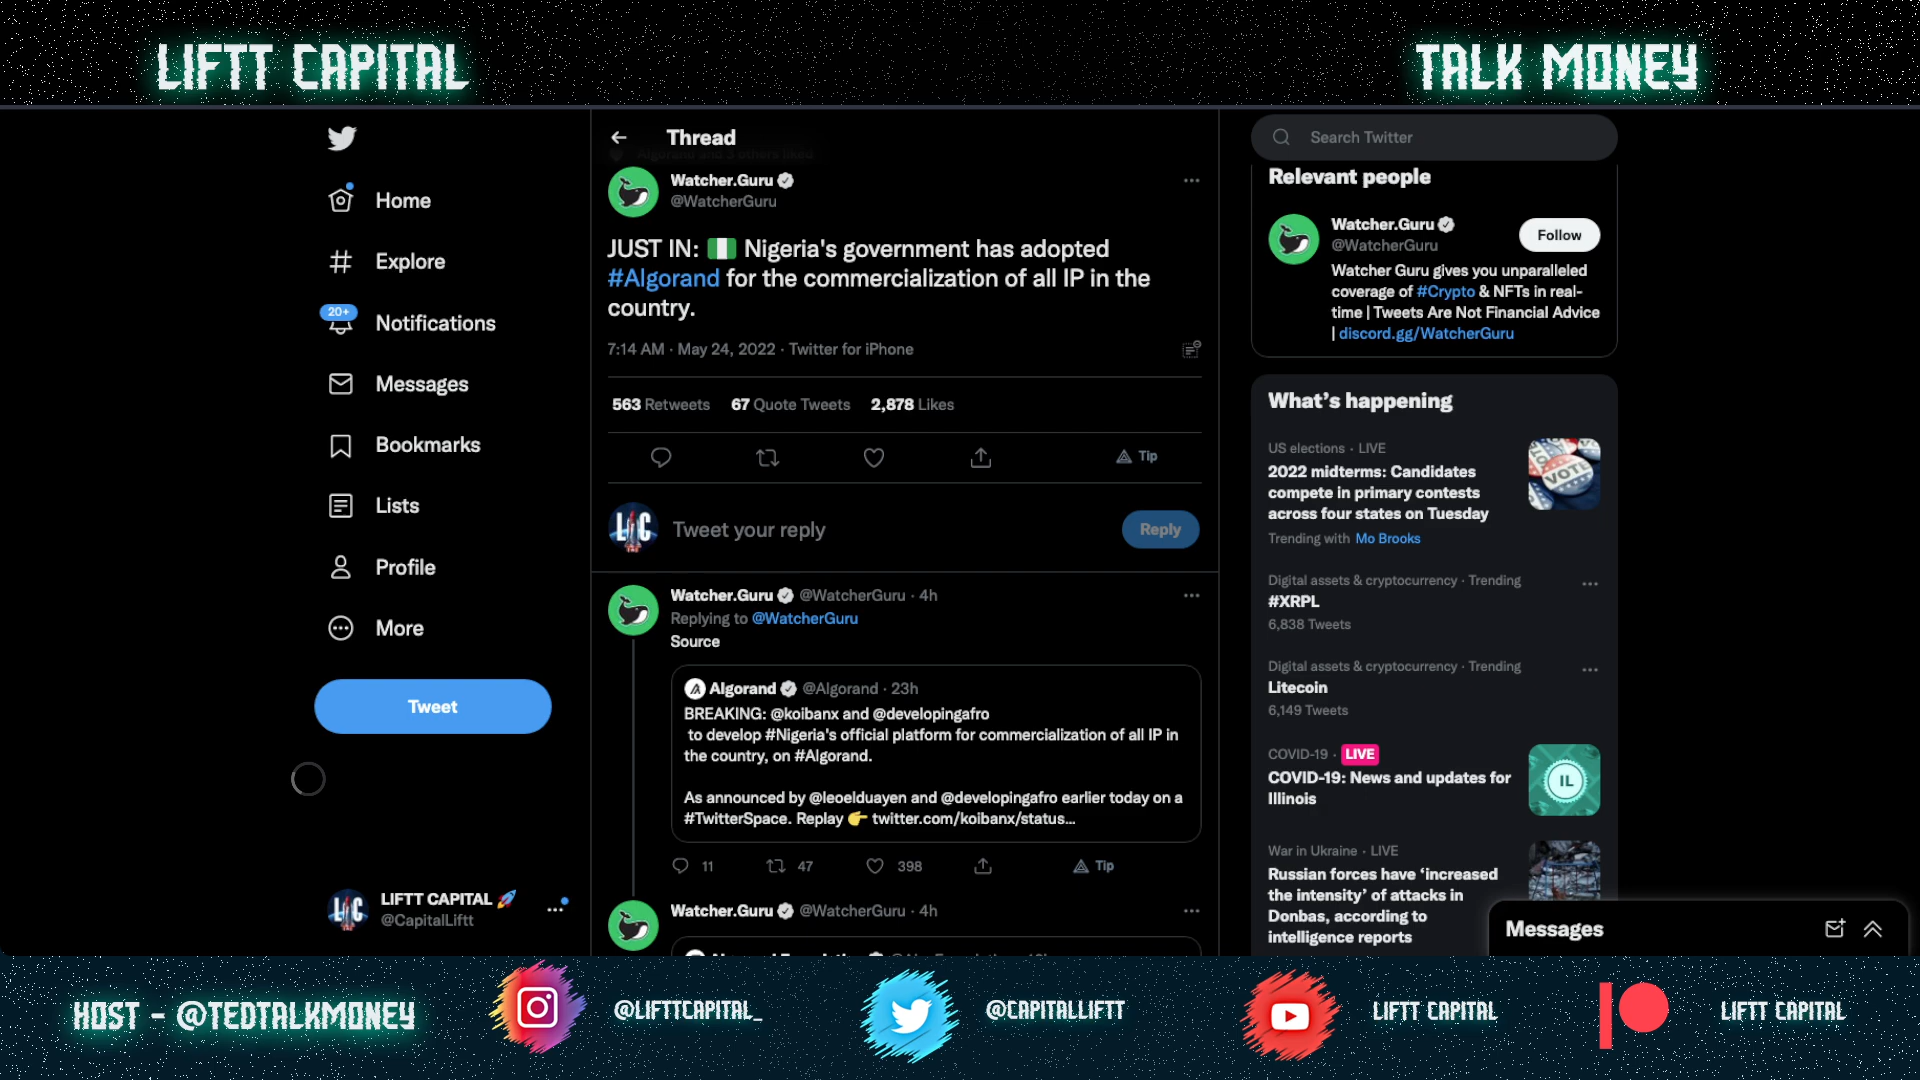 LIFTT CAPITAL
TALK MONEY
Home
Explore
20+
Notifications
Messages
Bookmarks
Lists
Profile
More
Tweet
LIFTT CAPITAL 🚀
@CapitalLiftt
Thread
Watcher.Guru
@WatcherGuru
JUST IN: 🇳🇬 Nigeria's government has adopted
#Algorand for the commercialization of all IP in the
country.
7:14 AM · May 24, 2022 · Twitter for iPhone
563 Retweets 67 Quote Tweets 2,878 Likes
Tip
L C
Tweet your reply
Reply
Watcher.Guru @WatcherGuru · 4h
Replying to @WatcherGuru
Source
Algorand @Algorand · 23h
BREAKING: @koibanx and @developingafro
to develop #Nigeria's official platform for commercialization of all IP in
the country, on #Algorand.
As announced by @leoelduayen and @developingafro earlier today on a
#TwitterSpace. Replay 👉 twitter.com/koibanx/status...
11 47 398 Tip
Watcher.Guru @WatcherGuru · 4h
Search Twitter
Relevant people
Watcher.Guru
@WatcherGuru
Follow
Watcher Guru gives you unparalleled
coverage of #Crypto & NFTs in real-
time | Tweets Are Not Financial Advice
| discord.gg/WatcherGuru
What's happening
US elections · LIVE
2022 midterms: Candidates
compete in primary contests
across four states on Tuesday
Trending with Mo Brooks
VOTE
Digital assets & cryptocurrency · Trending
#XRPL
6,838 Tweets
Digital assets & cryptocurrency · Trending
Litecoin
6,149 Tweets
COVID-19 · LIVE
COVID-19: News and updates for
Illinois
IL
War in Ukraine · LIVE
Russian forces have ‘increased
the intensity’ of attacks in
Donbas, according to
intelligence reports
Messages
HOST - @TEDTALKMONEY
@LIFTTCAPITAL_
@CAPITALLIFTT
LIFTT CAPITAL
LIFTT CAPITAL